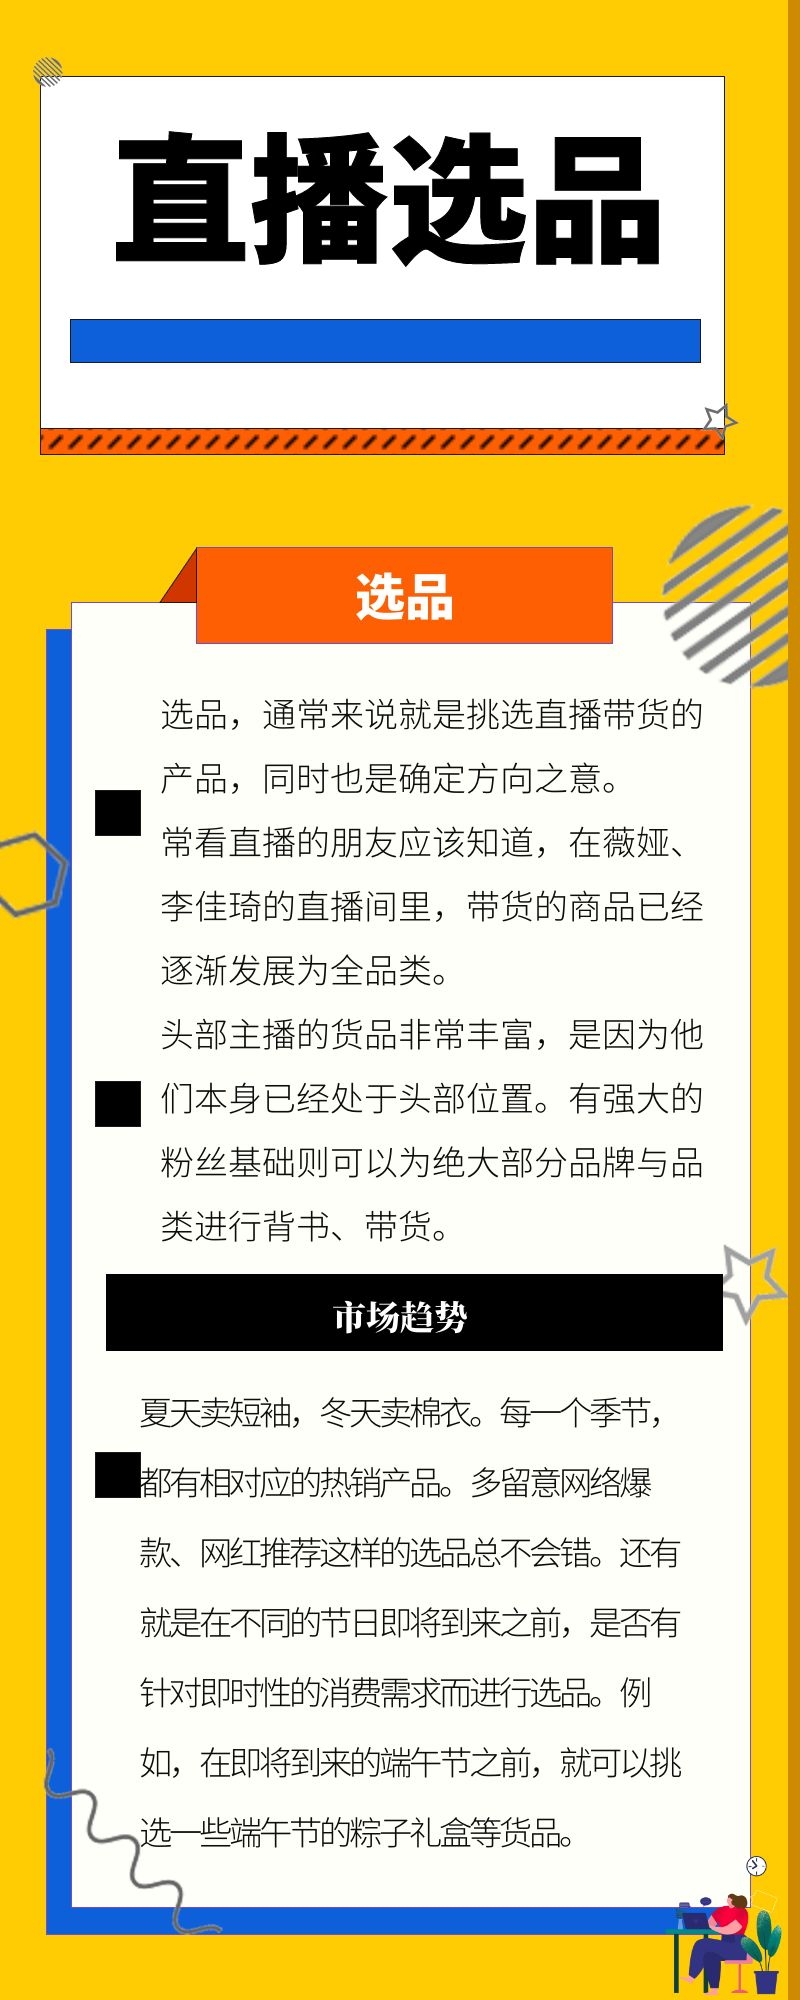 直播选品
选品
选品，通常来说就是挑选直播带货的
产品，同时也是确定方向之意。
常看直播的朋友应该知道，在薇娅、
李佳琦的直播间里，带货的商品已经
逐渐发展为全品类。
头部主播的货品非常丰富，是因为他
们本身已经处于头部位置。有强大的
粉丝基础则可以为绝大部分品牌与品
类进行背书、带货。
市场趋势
夏天卖短袖，冬天卖棉衣。每一个季节，
都有相对应的热销产品。多留意网络爆
款、网红推荐这样的选品总不会错。还有
就是在不同的节日即将到来之前，是否有
针对即时性的消费需求而进行选品。例
如，在即将到来的端午节之前，就可以挑
选一些端午节的粽子礼盒等货品。